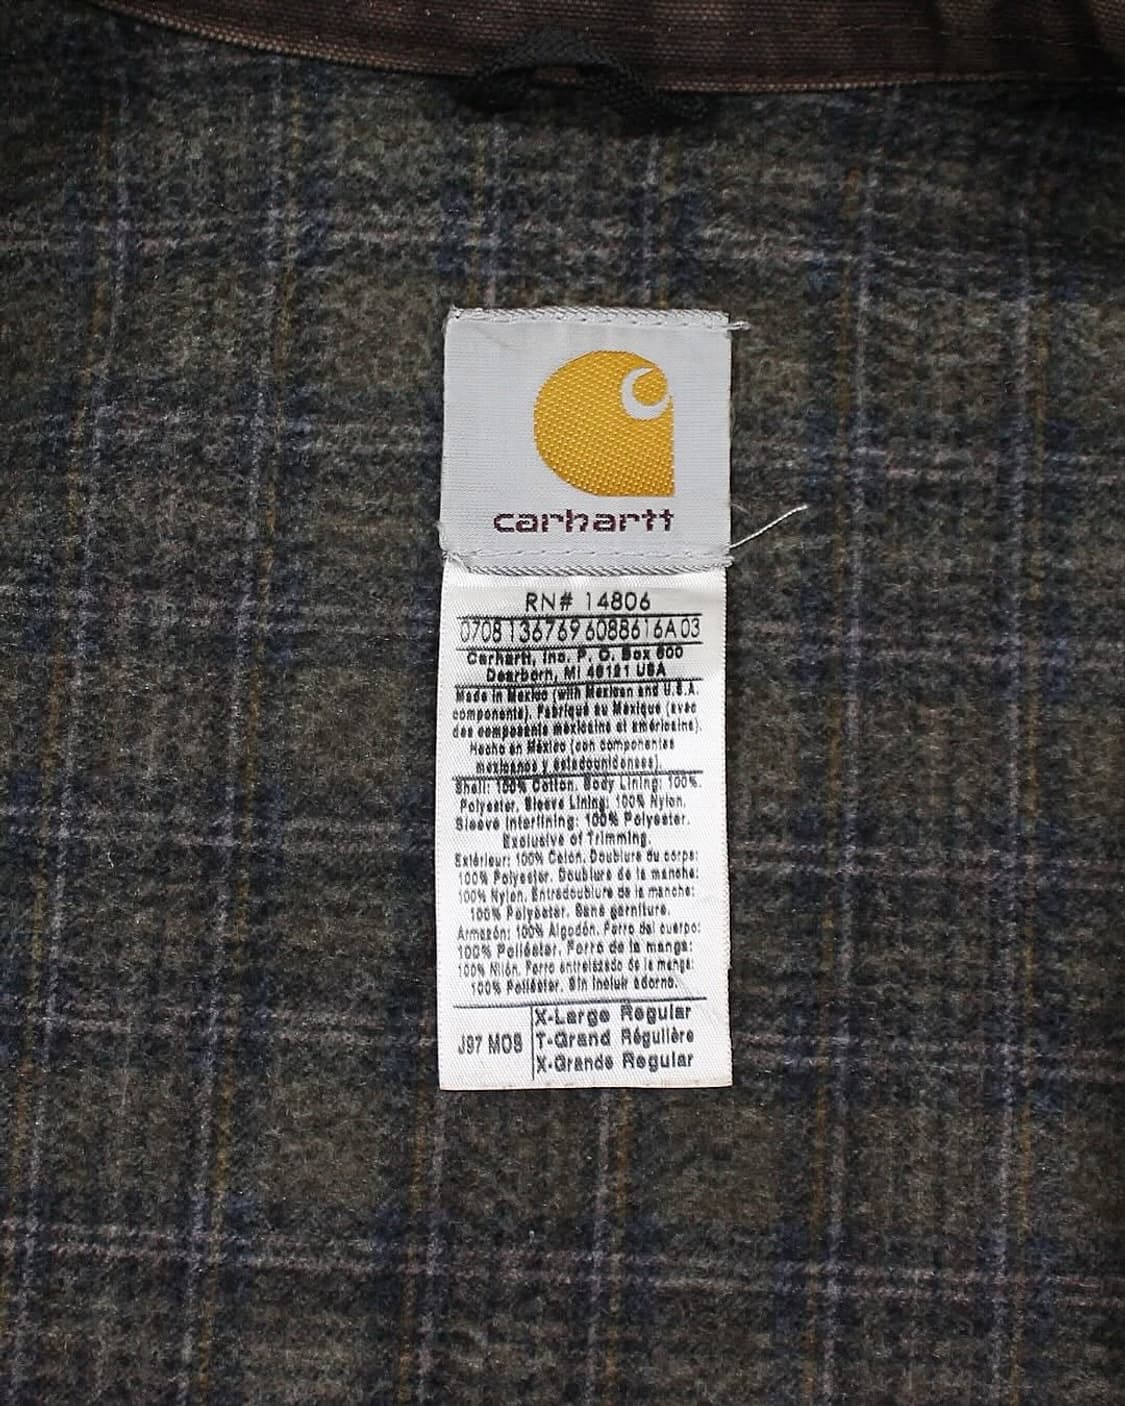 carhartt
RN# 14806
0708 136769 6088616A 03
Carhartt, Inc. P. O. Box 600
Dearborn, MI 48121 USA
Made in Mexico (with Mexican and U.S.A.
components). Fabriqué au Mexique (avec
des composants mexicains et américains).
Hecho en México (con componentes
mexicanos y estadounidenses).
Shell: 100% Cotton. Body Lining: 100%.
Polyester. Sleeve Lining: 100% Nylon.
Sleeve Interlining: 100% Polyester.
Exclusive of Trimming.
Extérieur: 100% Coton. Doublure du corps:
100% Polyester. Doublure de la manche:
100% Nylon. Entredoublure de la manche:
100% Polyester. Sans garniture.
Armazón: 100% Algodón. Forro del cuerpo:
100% Poliéster. Forro de la manga:
100% Nilón. Forro entrelazado de la manga:
100% Poliéster. Sin incluir adorno.
J97 MOS
X-Large Regular
T-Grand Régulière
X-Grande Regular